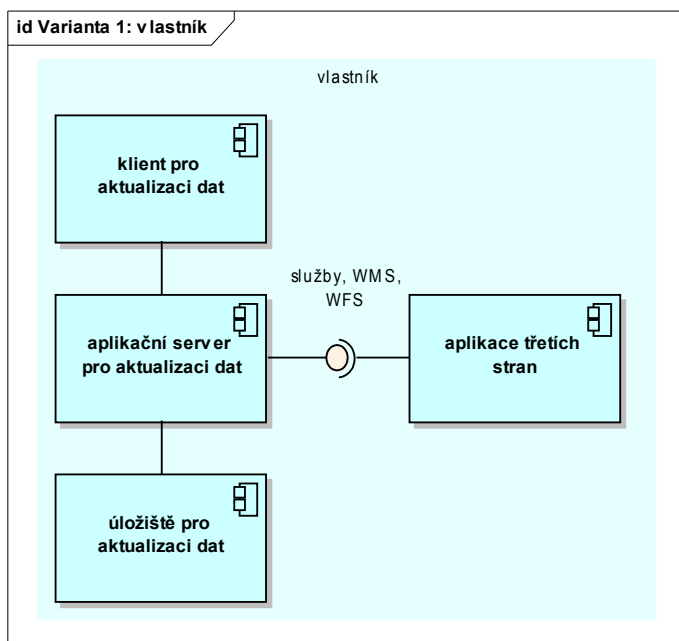 id Varianta 1: vlastník
vlastník
klient pro
aktualizaci dat
služby, WMS,
WFS
aplikační server
pro aktualizaci dat
aplikace třetích
stran
úložiště pro
aktualizaci dat